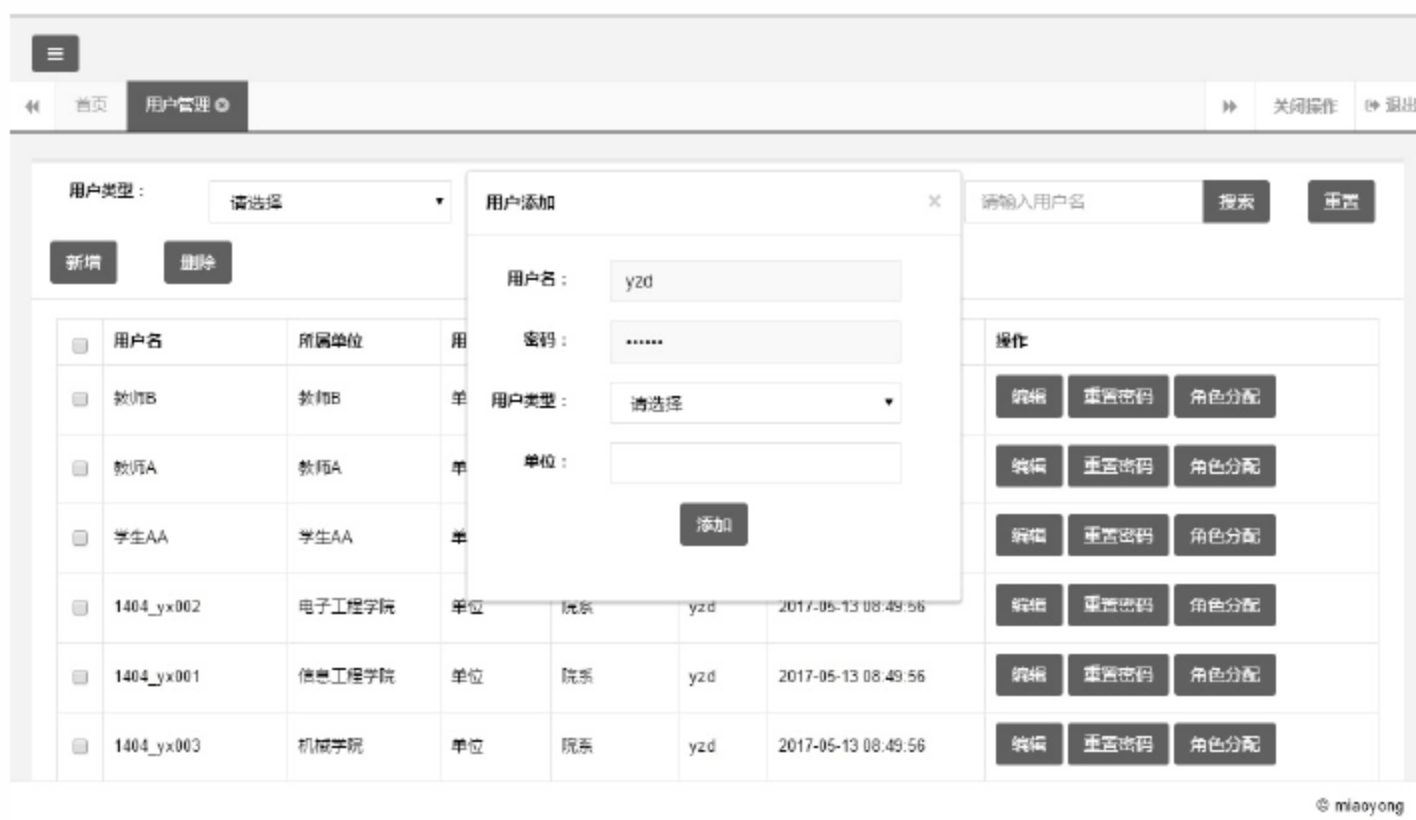 首页 用户管理 关闭操作 退出
用户类型： 请选择 用户添加 × 请输入用户名 搜索 重置
新增 删除
用户名： yzd
密码： ••••••
用户类型： 请选择
单位：
添加
用户名 所属单位 用 操作
教师B 教师B 单 编辑 重置密码 角色分配
教师A 教师A 单 编辑 重置密码 角色分配
学生AA 学生AA 单 编辑 重置密码 角色分配
1404_yx002 电子工程学院 单位 院系 yzd 2017-05-13 08:49:56 编辑 重置密码 角色分配
1404_yx001 信息工程学院 单位 院系 yzd 2017-05-13 08:49:56 编辑 重置密码 角色分配
1404_yx003 机械学院 单位 院系 yzd 2017-05-13 08:49:56 编辑 重置密码 角色分配
© miaoyong